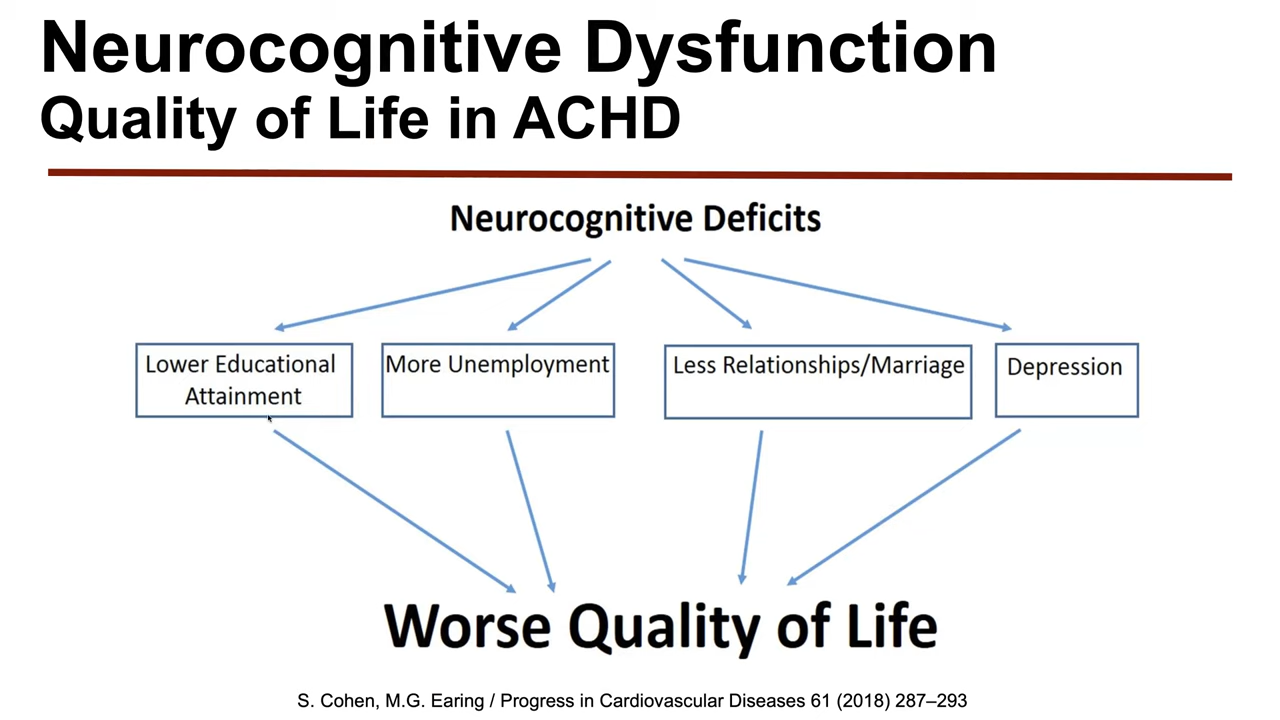 Neurocognitive Dysfunction
Quality of Life in ACHD
Neurocognitive Deficits
Lower Educational
Attainment
More Unemployment
Less Relationships/Marriage
Depression
Worse Quality of Life
S. Cohen, M.G. Earing / Progress in Cardiovascular Diseases 61 (2018) 287–293